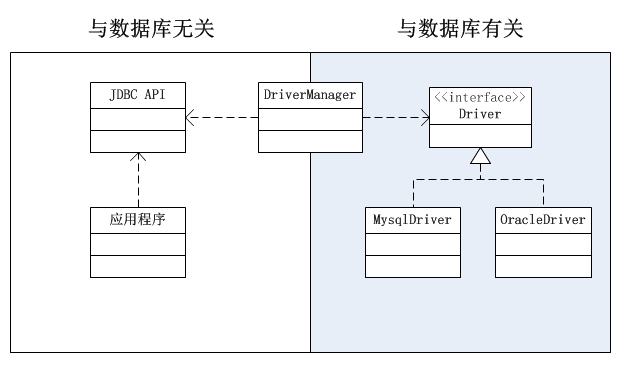 与数据库无关
与数据库有关
JDBC API
DriverManager
<<interface>>
Driver
应用程序
MysqlDriver
OracleDriver